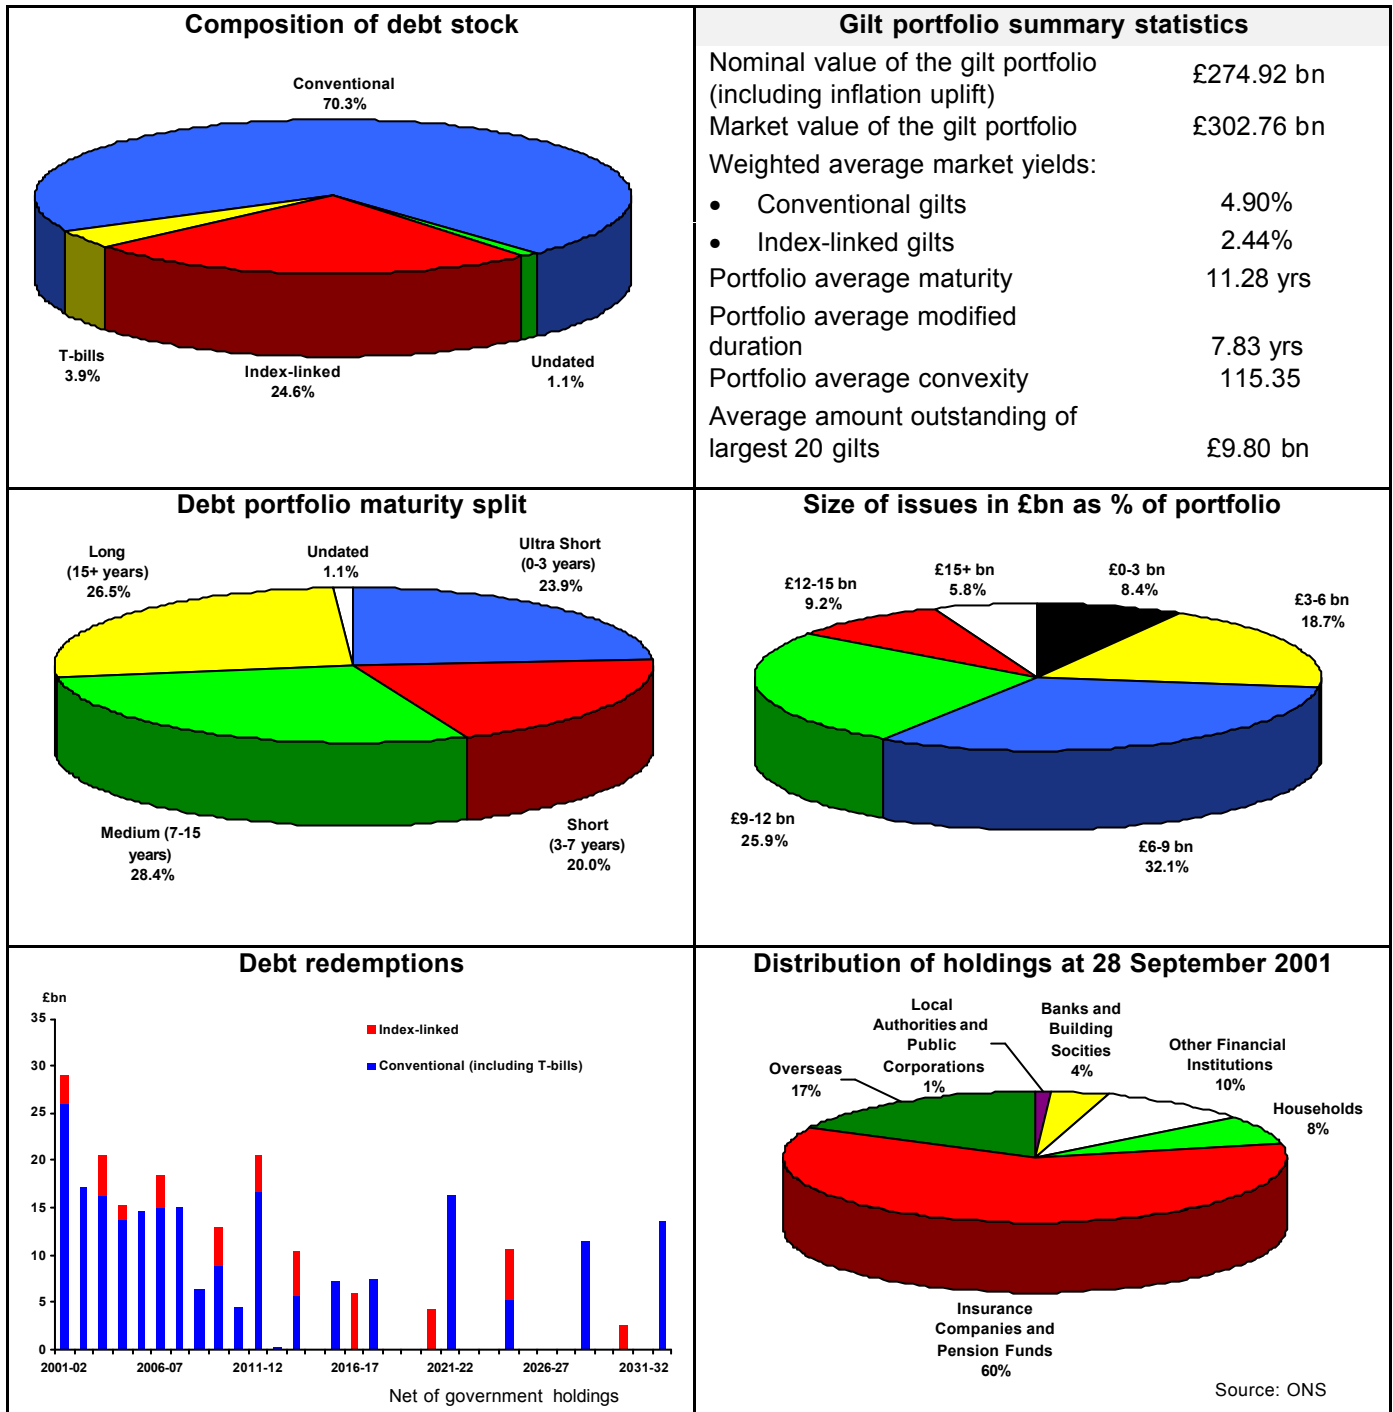 Composition of debt stock
Conventional
70.3%
T-bills
3.9%
Index-linked
24.6%
Undated
1.1%
Gilt portfolio summary statistics
Nominal value of the gilt portfolio
(including inflation uplift)
£274.92 bn
Market value of the gilt portfolio
£302.76 bn
Weighted average market yields:
• Conventional gilts
4.90%
• Index-linked gilts
2.44%
Portfolio average maturity
11.28 yrs
Portfolio average modified
duration
7.83 yrs
Portfolio average convexity
115.35
Average amount outstanding of
largest 20 gilts
£9.80 bn
Debt portfolio maturity split
Long
(15+ years)
26.5%
Undated
1.1%
Ultra Short
(0-3 years)
23.9%
Medium (7-15
years)
28.4%
Short
(3-7 years)
20.0%
Size of issues in £bn as % of portfolio
£12-15 bn
9.2%
£15+ bn
5.8%
£0-3 bn
8.4%
£3-6 bn
18.7%
£9-12 bn
25.9%
£6-9 bn
32.1%
Debt redemptions
£bn
35
30
25
20
15
10
5
0
Index-linked
Conventional (including T-bills)
2001-02
2006-07
2011-12
2016-17
2021-22
2026-27
2031-32
Net of government holdings
Distribution of holdings at 28 September 2001
Overseas
17%
Local
Authorities and
Public
Corporations
1%
Banks and
Building
Socities
4%
Other Financial
Institutions
10%
Households
8%
Insurance
Companies and
Pension Funds
60%
Source: ONS